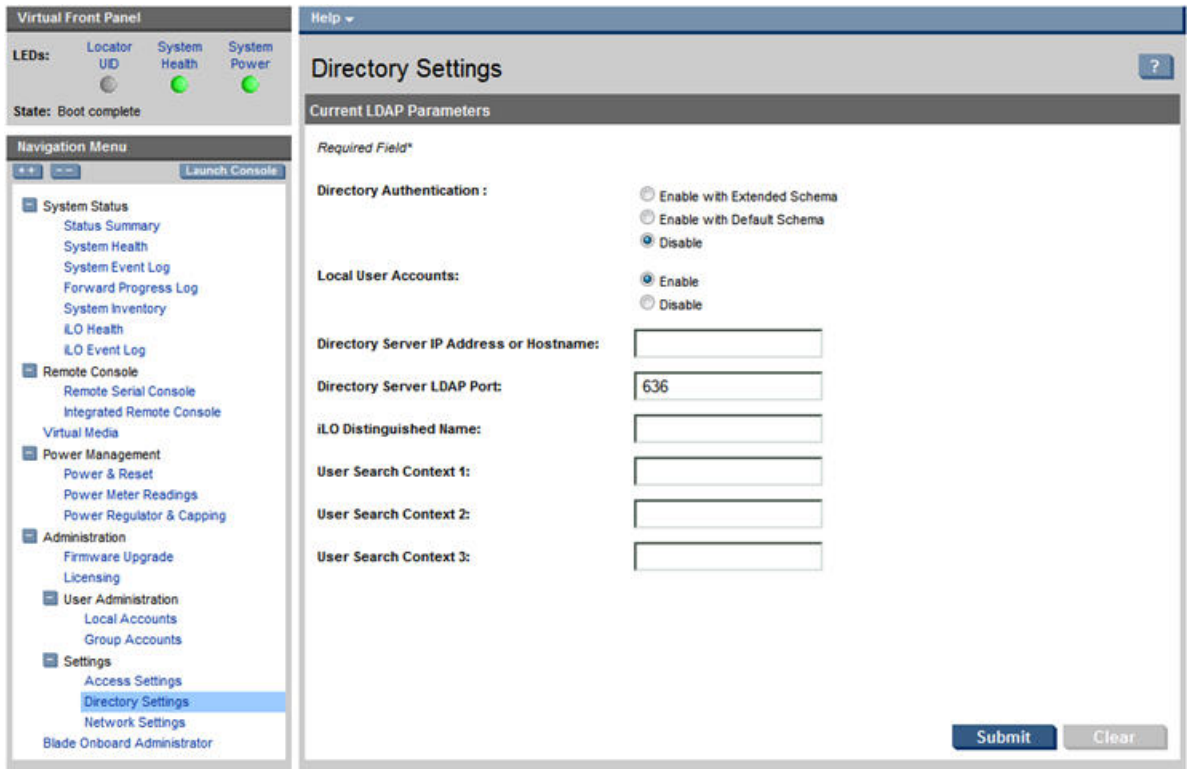 Virtual Front Panel
LEDs:
Locator UID
System Health
System Power
State: Boot complete
Navigation Menu
++
--
Launch Console
System Status
Status Summary
System Health
System Event Log
Forward Progress Log
System Inventory
iLO Health
iLO Event Log
Remote Console
Remote Serial Console
Integrated Remote Console
Virtual Media
Power Management
Power & Reset
Power Meter Readings
Power Regulator & Capping
Administration
Firmware Upgrade
Licensing
User Administration
Local Accounts
Group Accounts
Settings
Access Settings
Directory Settings
Network Settings
Blade Onboard Administrator
Help
Directory Settings
?
Current LDAP Parameters
Required Field*
Directory Authentication :
Enable with Extended Schema
Enable with Default Schema
Disable
Local User Accounts:
Enable
Disable
Directory Server IP Address or Hostname:
Directory Server LDAP Port: 636
iLO Distinguished Name:
User Search Context 1:
User Search Context 2:
User Search Context 3:
Submit
Clear